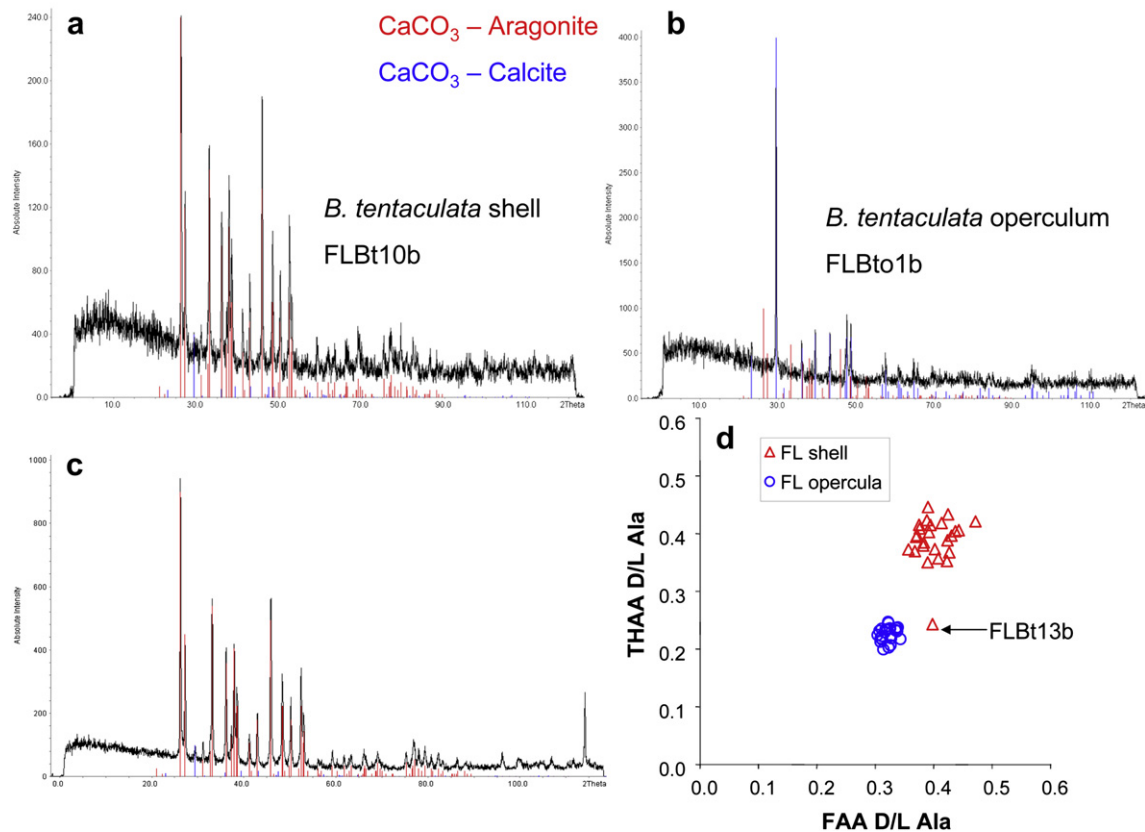 a
CaCO₃ – Aragonite
CaCO₃ – Calcite
B. tentaculata shell
FLBt10b
Absolute Intensity
240.0
200.0
160.0
120.0
80.0
40.0
0.0
10.0 30.0 50.0 70.0 90.0 2Theta
b
B. tentaculata operculum
FLBto1b
Absolute Intensity
400.0
350.0
300.0
250.0
200.0
150.0
100.0
50.0
0.0
10.0 30.0 50.0 70.0 90.0 2Theta
c
Absolute Intensity
1000
800
600
400
200
0
0.0 20.0 40.0 60.0 80.0 100.0 2Theta
d
FL shell
FL opercula
FLBt13b
THAA D/L Ala
0.6
0.5
0.4
0.3
0.2
0.1
0.0
0.0 0.1 0.2 0.3 0.4 0.5 0.6
FAA D/L Ala